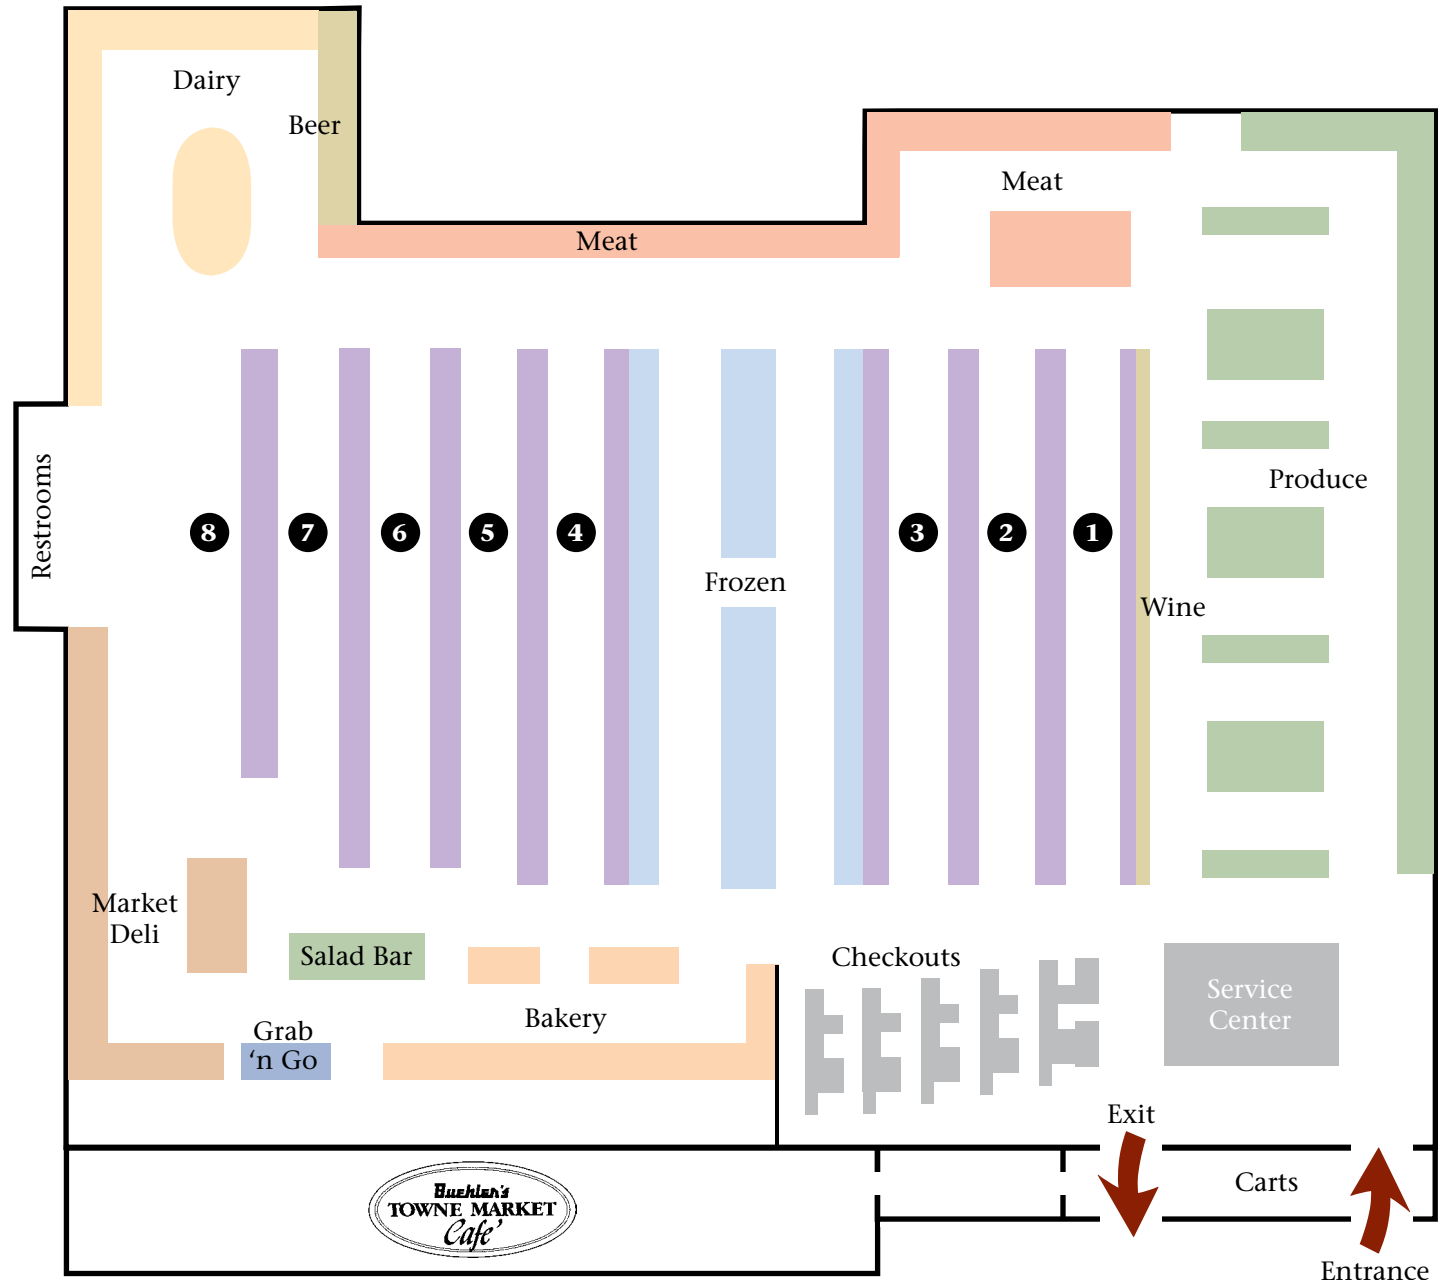 Dairy
Beer
Meat
Meat
Restrooms
Produce
8
7
6
5
4
3
2
1
Frozen
Wine
Market
Deli
Salad Bar
Checkouts
Service
Center
Bakery
Grab
‘n Go
Exit
Carts
Buehler's
TOWNE MARKET
Cafe'
Entrance